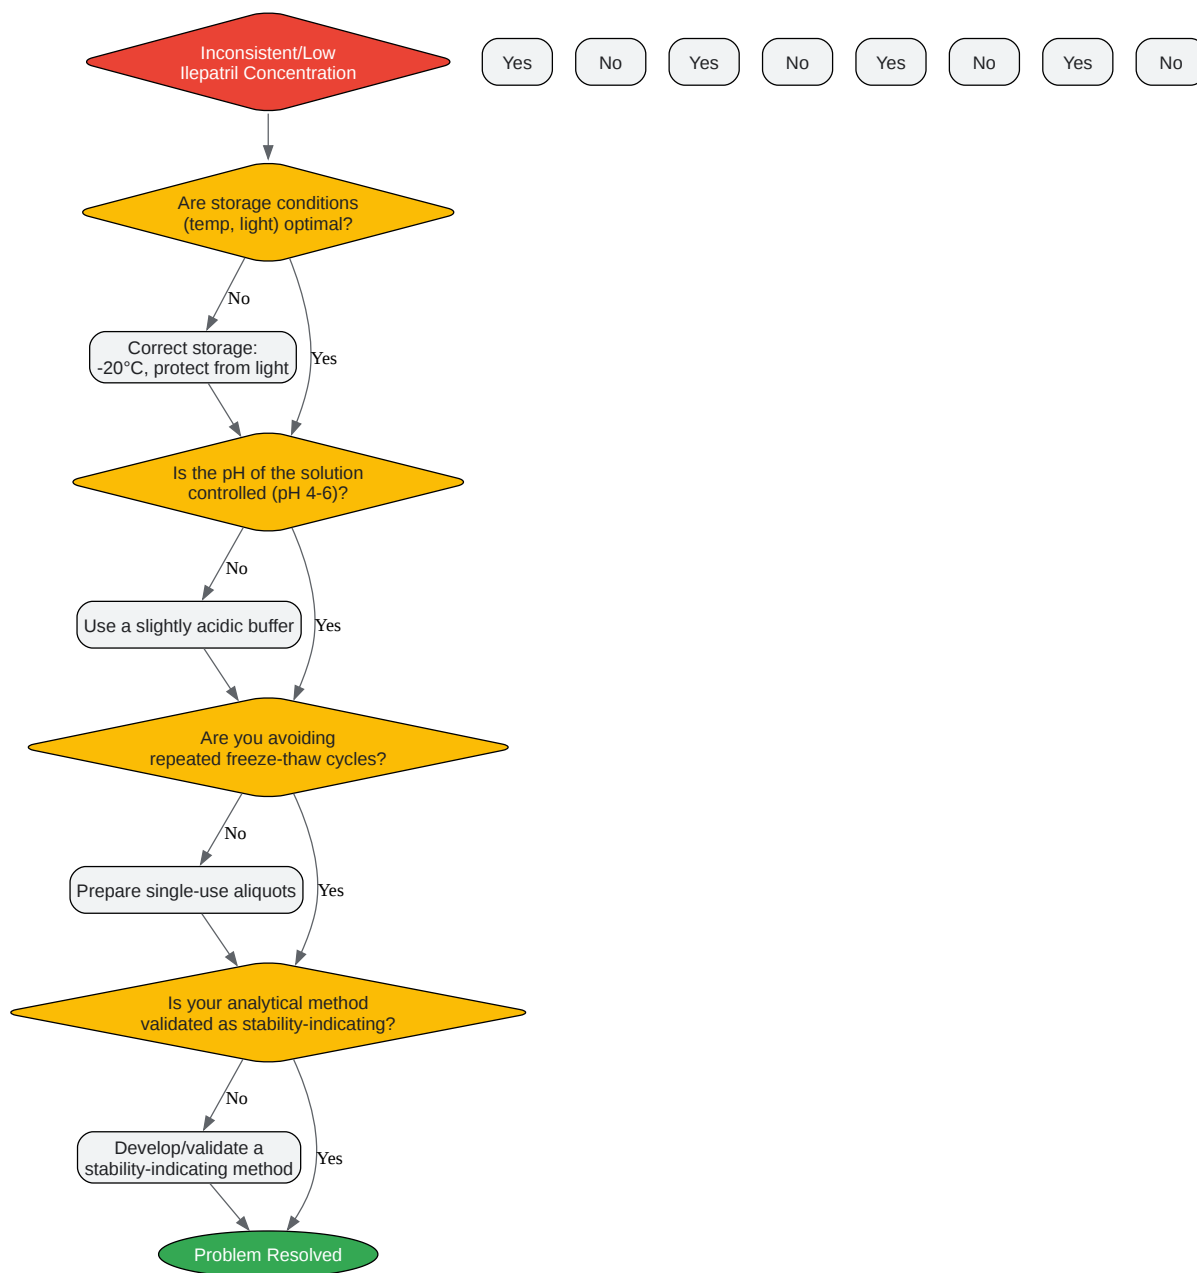 Inconsistent/Low
Ilepatril Concentration
Yes
No
Yes
No
Yes
No
Yes
No
Are storage conditions
(temp, light) optimal?
No
Correct storage:
-20°C, protect from light
Yes
Is the pH of the solution
controlled (pH 4-6)?
No
Use a slightly acidic buffer
Yes
Are you avoiding
repeated freeze-thaw cycles?
No
Prepare single-use aliquots
Yes
Is your analytical method
validated as stability-indicating?
No
Develop/validate a
stability-indicating method
Yes
Problem Resolved